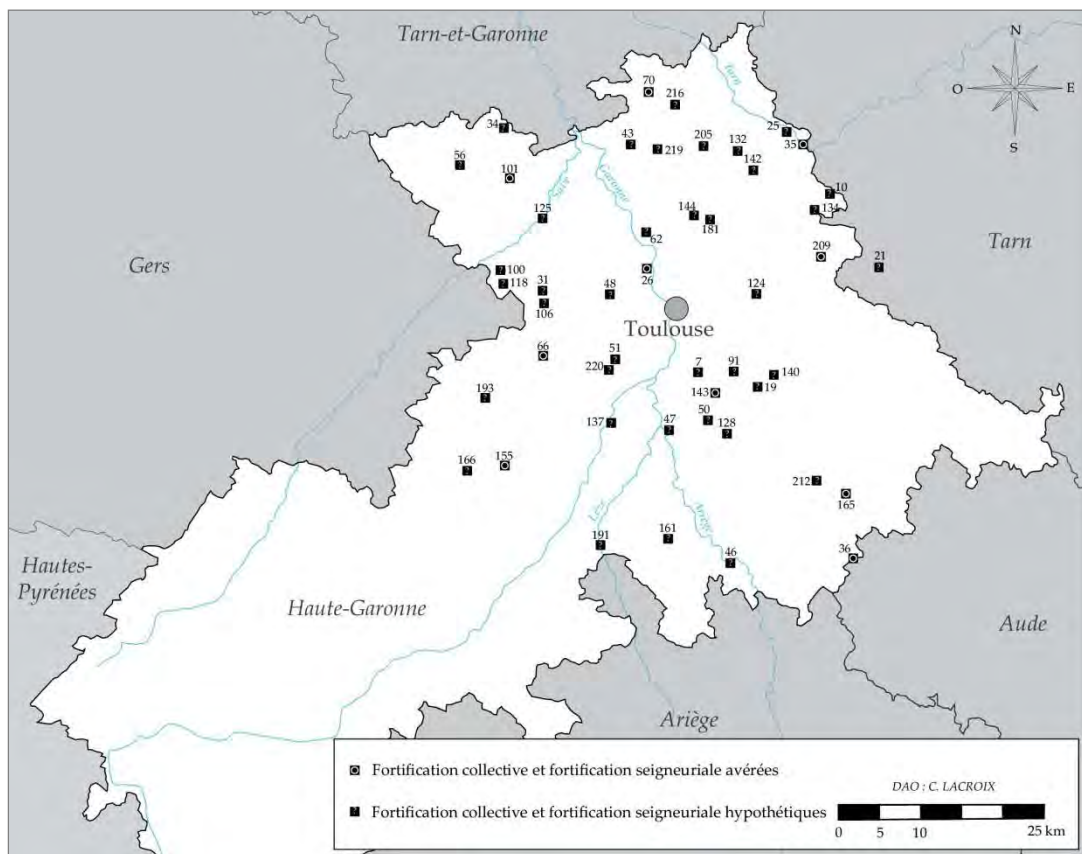 Tarn-et-Garonne
Tarn
N
O
E
S
70
216
34
43
219
205
132
25
35
56
101
142
Save
Garonne
10
134
125
144
181
62
209
Gers
Tarn
100
118
31
106
26
48
124
21
Toulouse
66
51
220
7
91
140
19
143
193
137
47
50
128
166
155
212
165
Lèze
Ariège
191
161
46
36
Hautes-
Pyrénées
Haute-Garonne
Aude
Ariège
Fortification collective et fortification seigneuriale avérées
Fortification collective et fortification seigneuriale hypothétiques
DAO : C. LACROIX
0 5 10 25 km